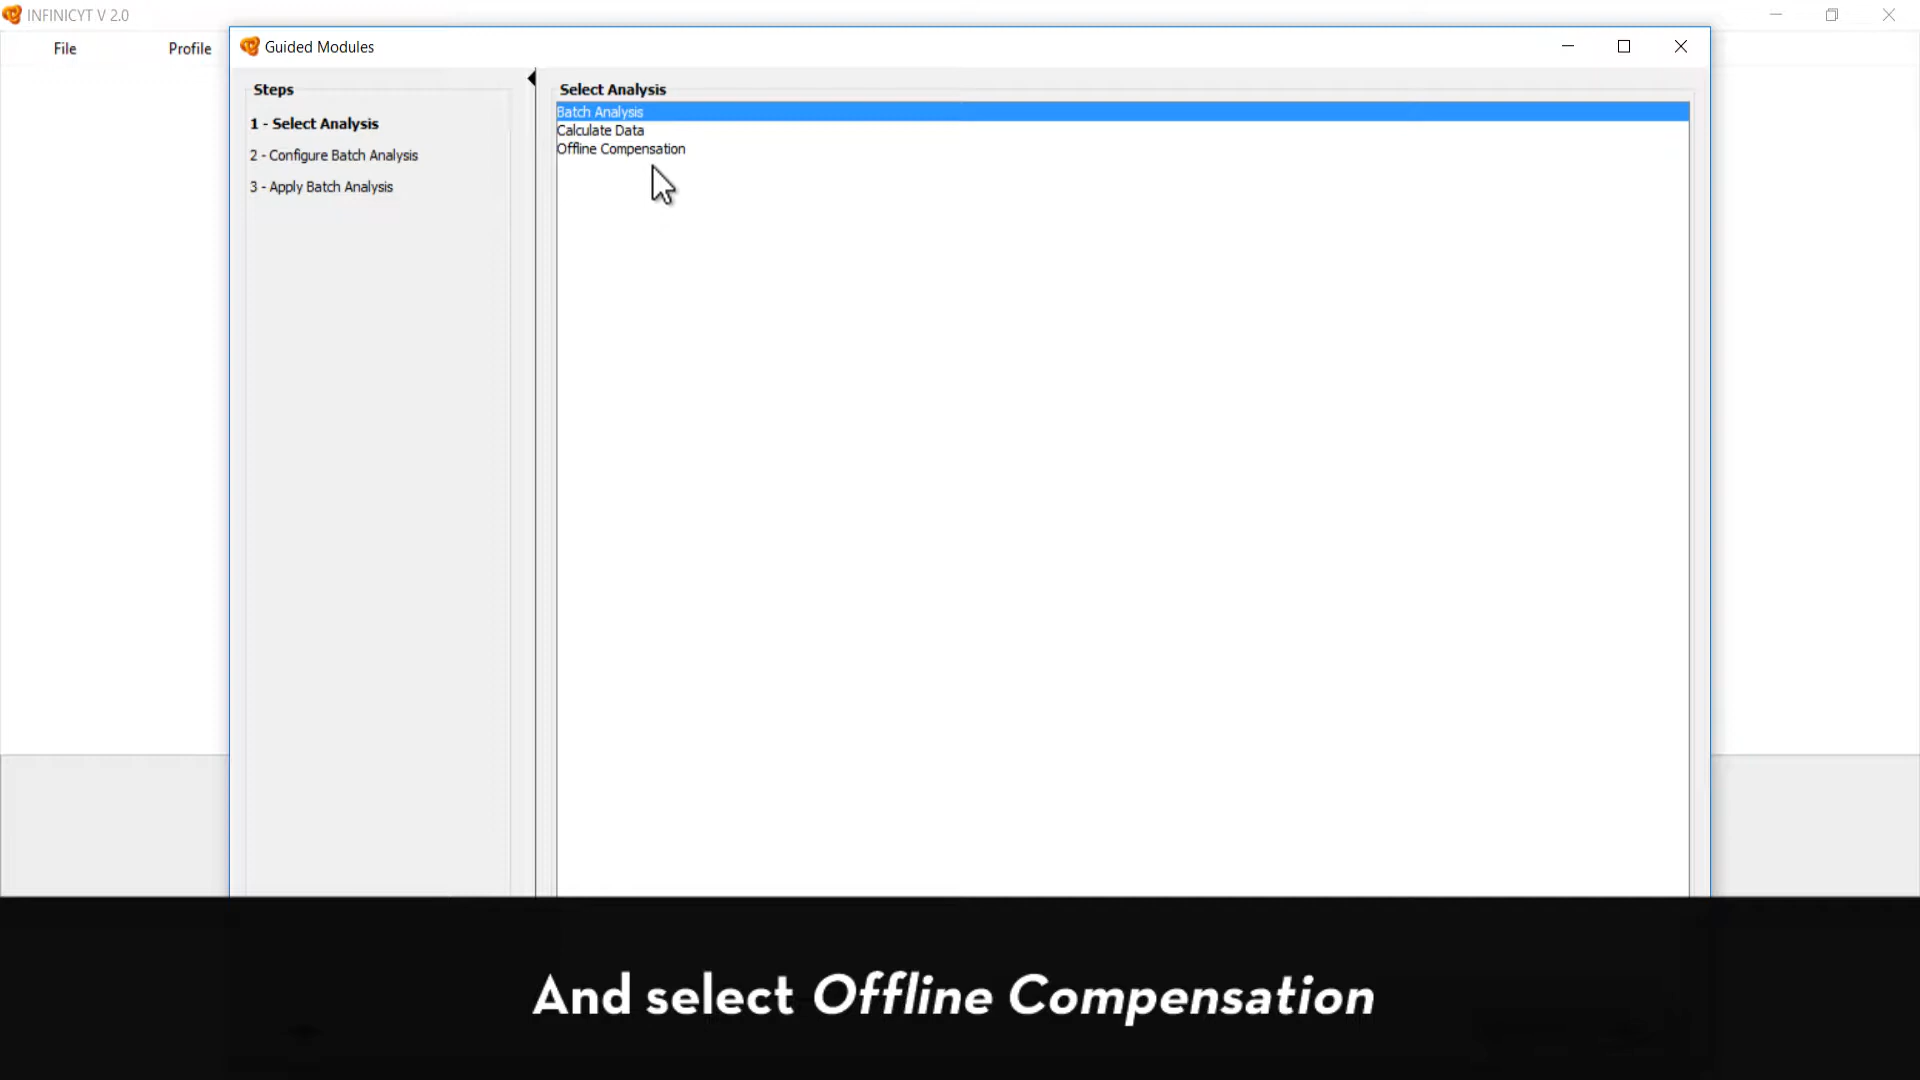 INFINICYT V 2.0
File
Profile
Guided Modules
Steps
1 - Select Analysis
2 - Configure Batch Analysis
3 - Apply Batch Analysis
Select Analysis
Batch Analysis
Calculate Data
Offline Compensation
And select Offline Compensation